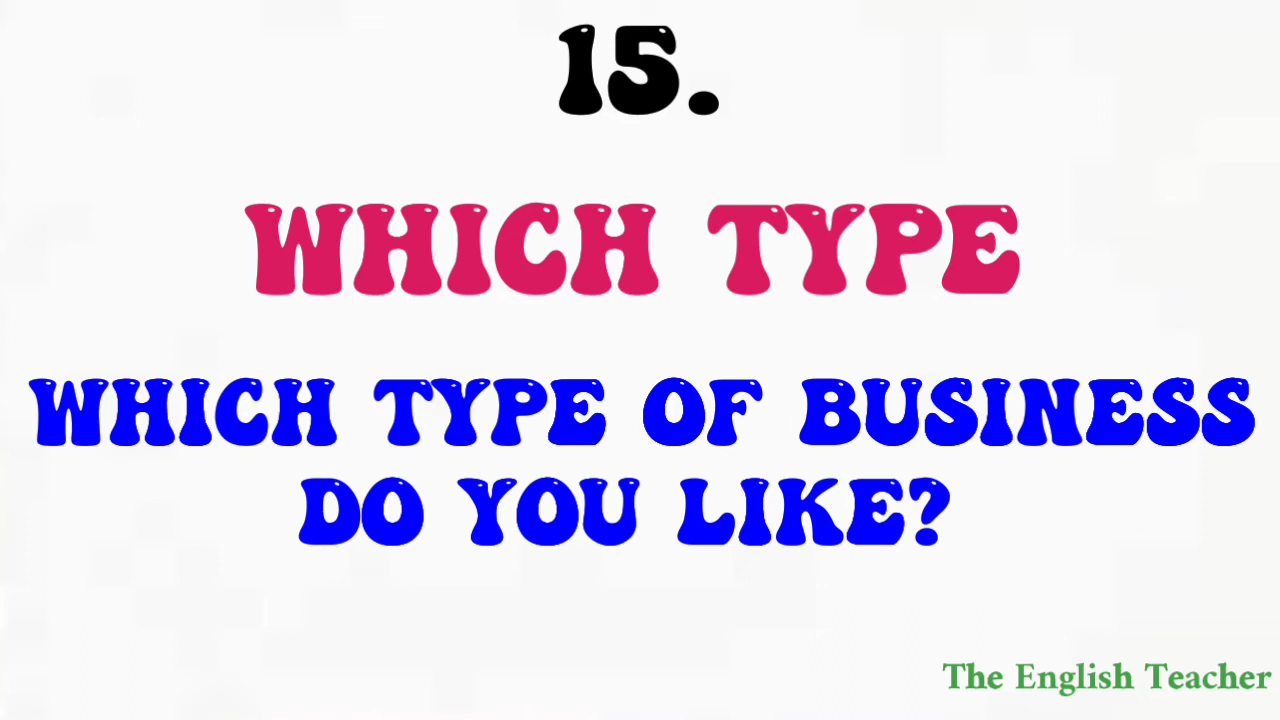 15.
WHICH TYPE
WHICH TYPE OF BUSINESS
DO YOU LIKE?
The English Teacher